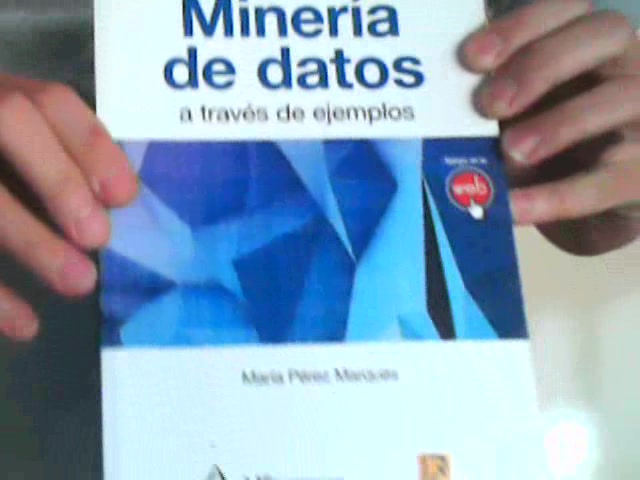 Minería
de datos
a través de ejemplos
web
María Pérez Marqués